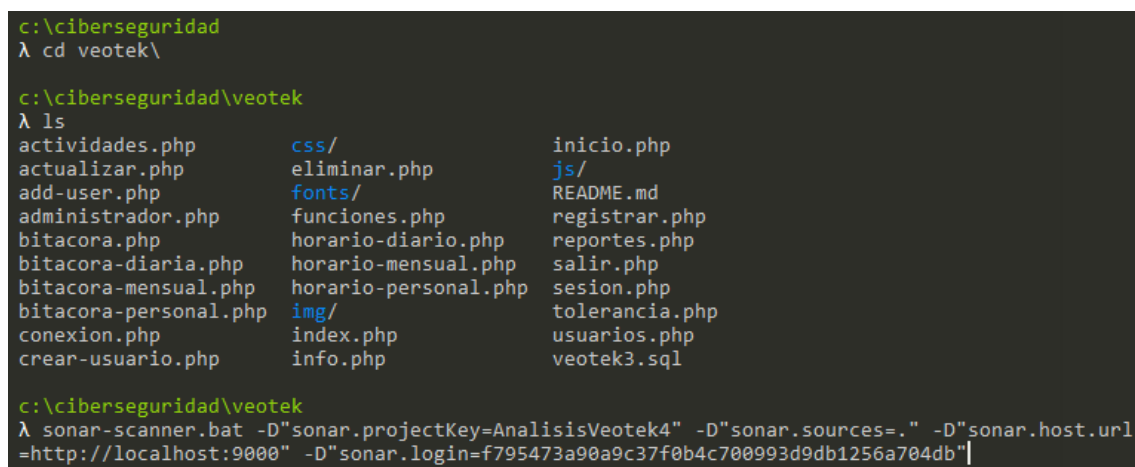 c:\ciberseguridad
λ cd veotek\
c:\ciberseguridad\veotek
λ ls
actividades.php css/ inicio.php
actualizar.php eliminar.php js/
add-user.php fonts/ README.md
administrador.php funciones.php registrar.php
bitacora.php horario-diario.php reportes.php
bitacora-diaria.php horario-mensual.php salir.php
bitacora-mensual.php horario-personal.php sesion.php
bitacora-personal.php img/ tolerancia.php
conexion.php index.php usuarios.php
crear-usuario.php info.php veotek3.sql
c:\ciberseguridad\veotek
λ sonar-scanner.bat -D"sonar.projectKey=AnalisisVeotek4" -D"sonar.sources=." -D"sonar.host.url
=http://localhost:9000" -D"sonar.login=f795473a90a9c37f0b4c700993d9db1256a704db"